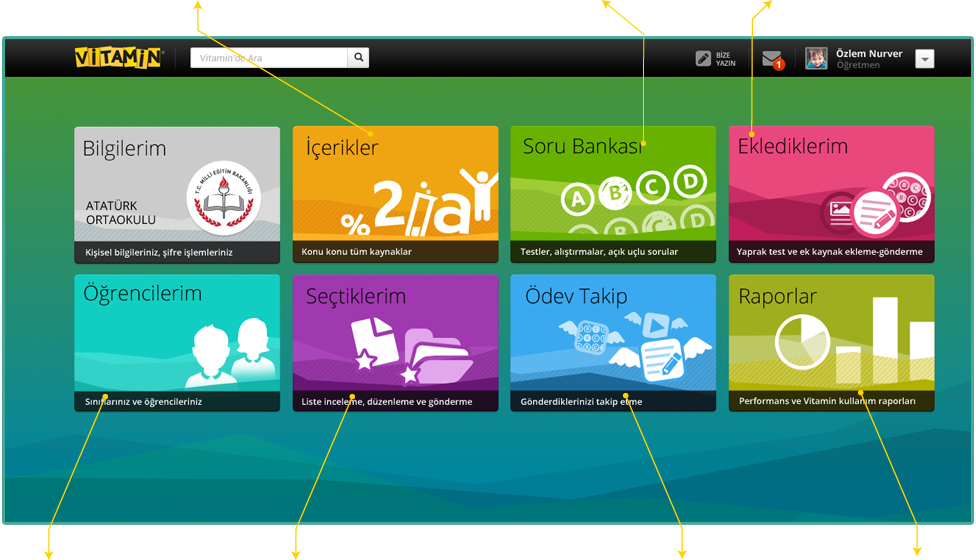 VİTAMİN
Vitamin'de Ara
BİZE
YAZIN
1
Özlem Nurver
Öğretmen
Bilgilerim
T.C. MİLLİ EĞİTİM BAKANLIĞI
ATATÜRK
ORTAOKULU
Kişisel bilgileriniz, şifre işlemleriniz
İçerikler
% 2 a
Konu konu tüm kaynaklar
Soru Bankası
A B C D
A B C D
Testler, alıştırmalar, açık uçlu sorular
Eklediklerim
Yaprak test ve ek kaynak ekleme-gönderme
Öğrencilerim
Sınıflarınız ve öğrencileriniz
Seçtiklerim
Liste inceleme, düzenleme ve gönderme
Ödev Takip
Gönderdiklerinizi takip etme
Raporlar
Performans ve Vitamin kullanım raporları